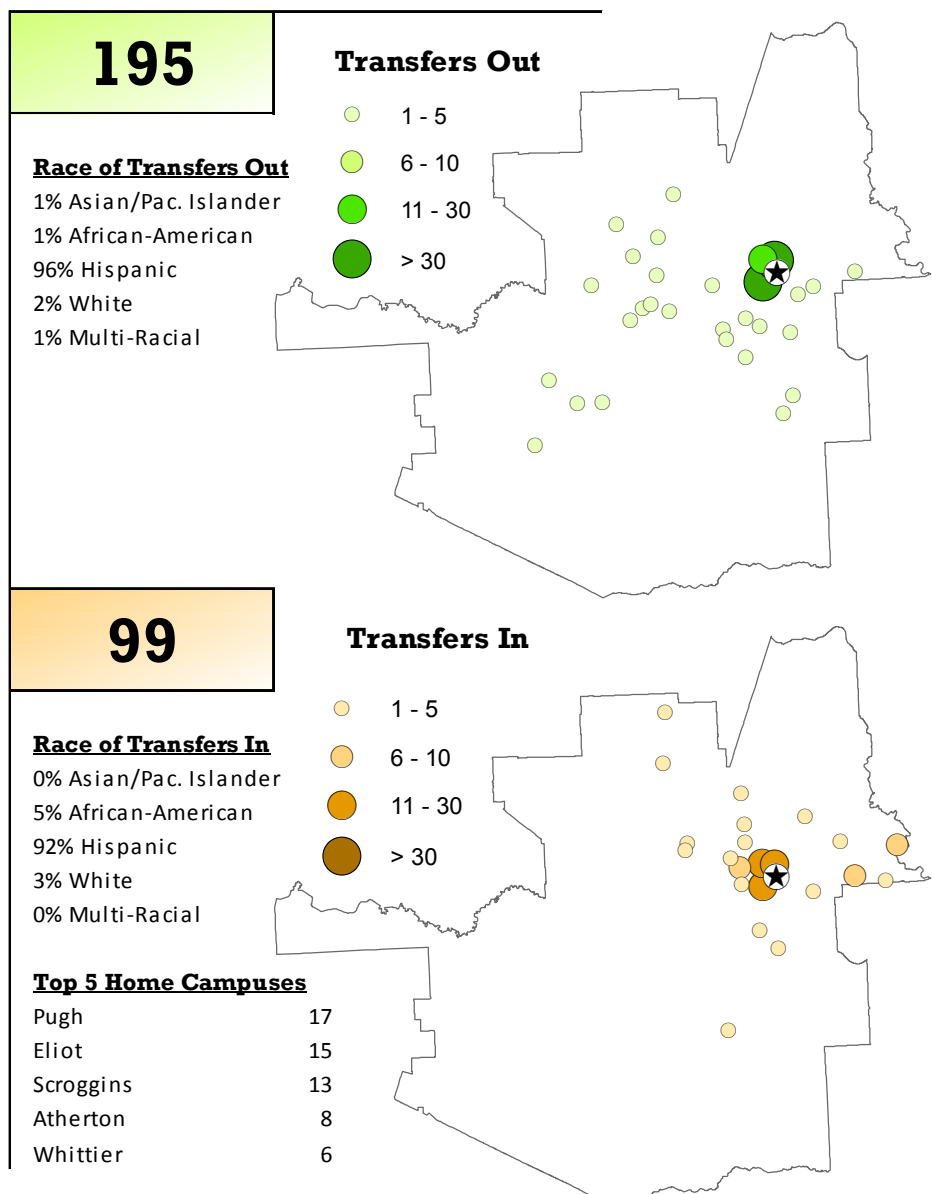 195
Transfers Out
1 - 5
6 - 10
11 - 30
> 30
Race of Transfers Out
1% Asian/Pac. Islander
1% African-American
96% Hispanic
2% White
1% Multi-Racial
99
Transfers In
1 - 5
6 - 10
11 - 30
> 30
Race of Transfers In
0% Asian/Pac. Islander
5% African-American
92% Hispanic
3% White
0% Multi-Racial
Top 5 Home Campuses
Pugh 17
Eliot 15
Scroggins 13
Atherton 8
Whittier 6